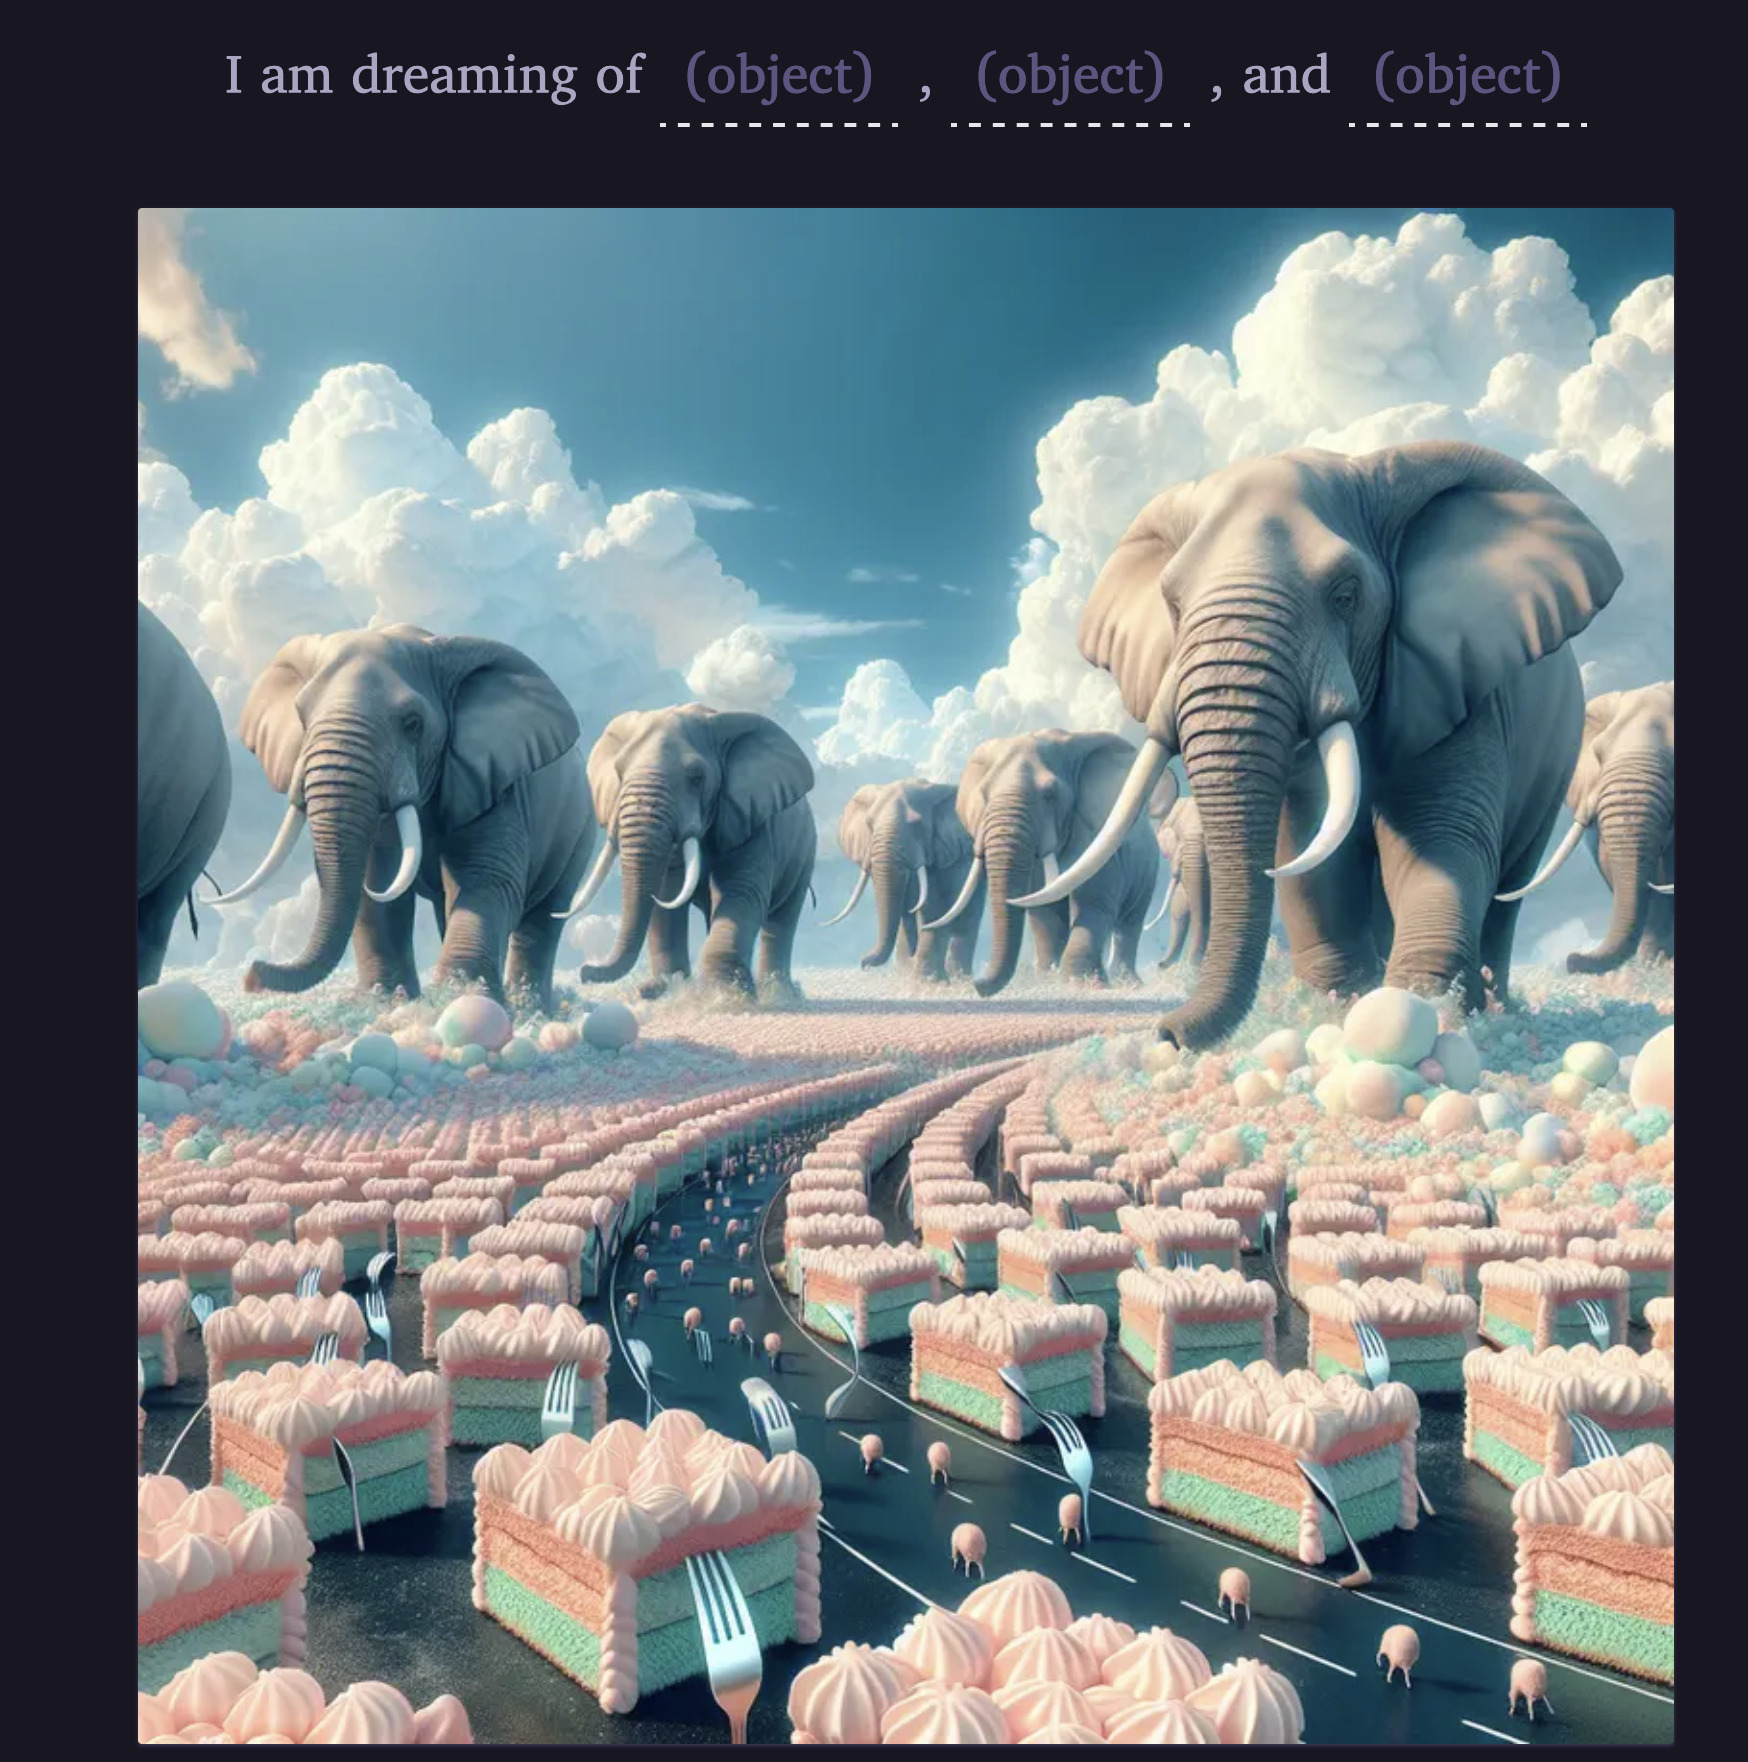 I am dreaming of (object) , (object) , and (object)